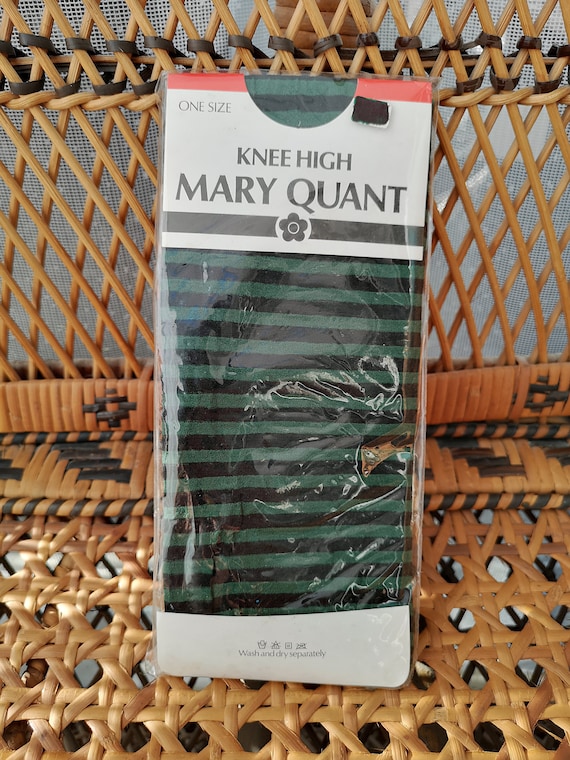 ONE SIZE
KNEE HIGH
MARY QUANT
Wash and dry separately